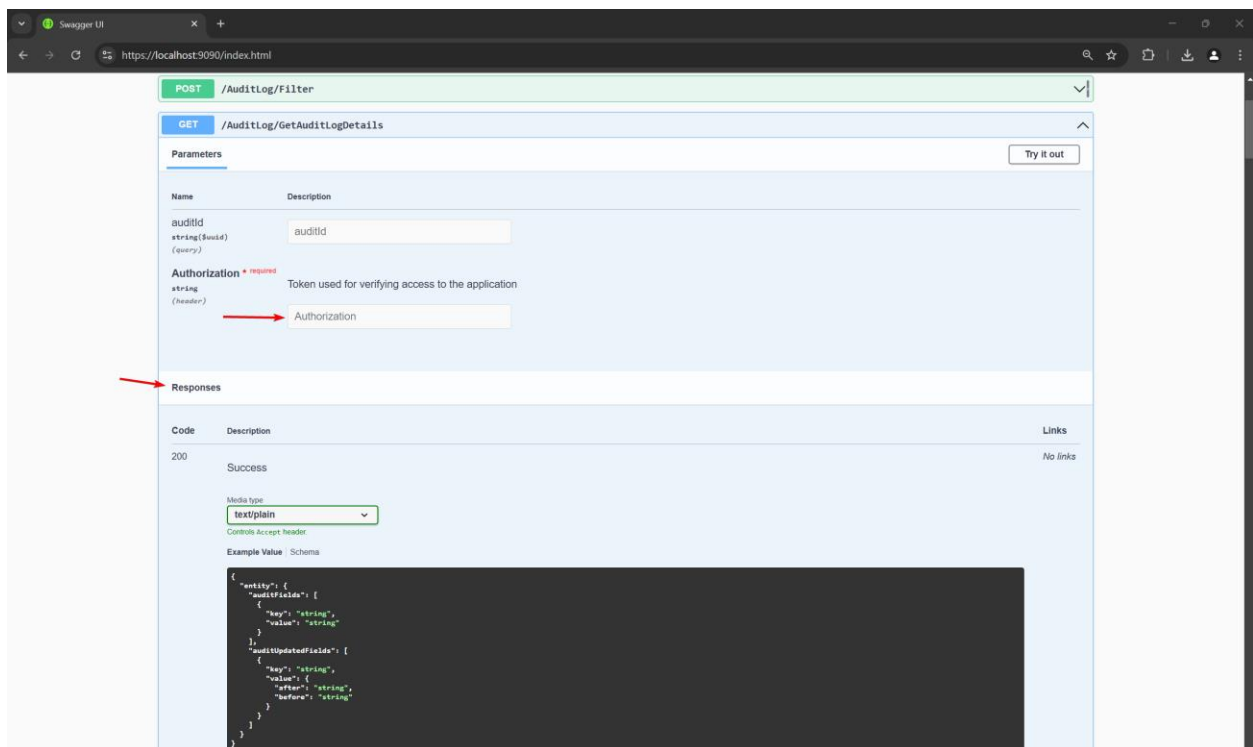 Swagger UI
https://localhost:9090/index.html
POST /AuditLog/Filter
GET /AuditLog/GetAuditLogDetails
Parameters
Try it out
Name Description
auditId
string($uuid)
(query)
auditId
Authorization * required
string
(header)
Token used for verifying access to the application
Authorization
Responses
Code Description Links
200 Success No links
Media type
text/plain
Controls Accept header.
Example Value Schema
{
"entity": {
"auditFields": [
{
"key": "string",
"value": "string"
}
],
"auditUpdatedFields": [
{
"key": "string",
"value": {
"after": "string",
"before": "string"
}
}
]
}
}